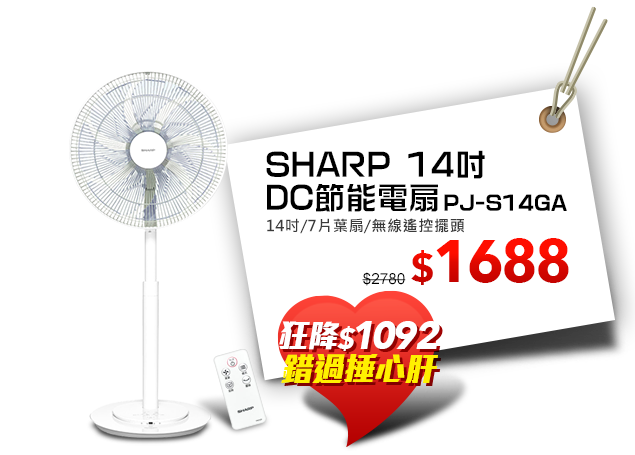 SHARP 14吋
DC節能電扇 PJ-S14GA
14吋/7片葉扇/無線遙控擺頭
$2780 $1688
狂降$1092
錯過捶心肝
SHARP